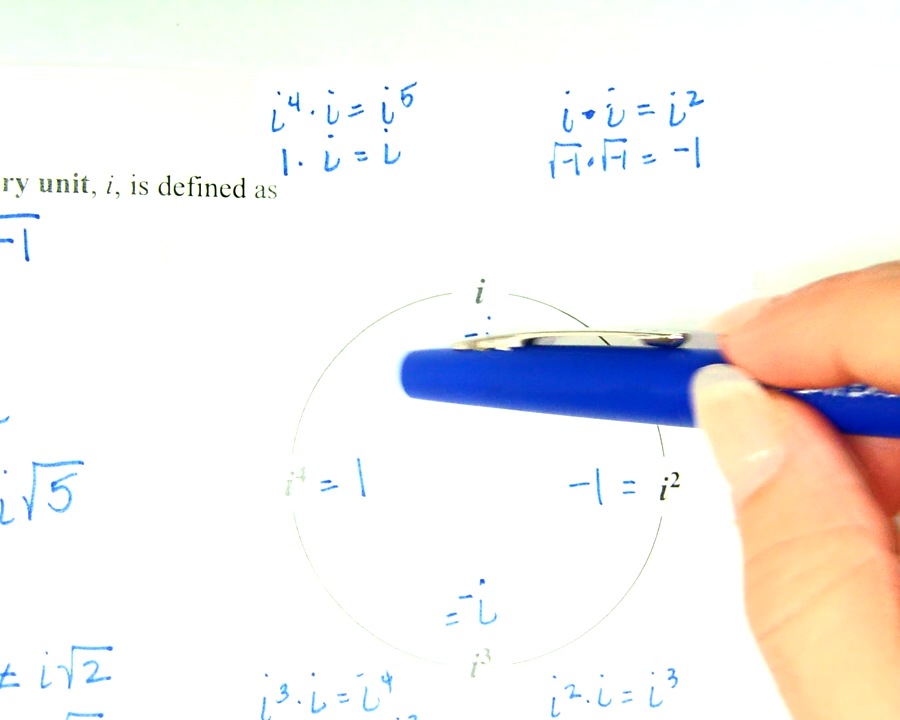 i⁴ · i = i⁵
i · i = i²
1 · i = i
√-1 · √-1 = -1
ry unit, i, is defined as
-1
i
i√5
i⁴ = 1
-1 = i²
= -i
i³
± i√2
i³ · i = i⁴
i² · i = i³